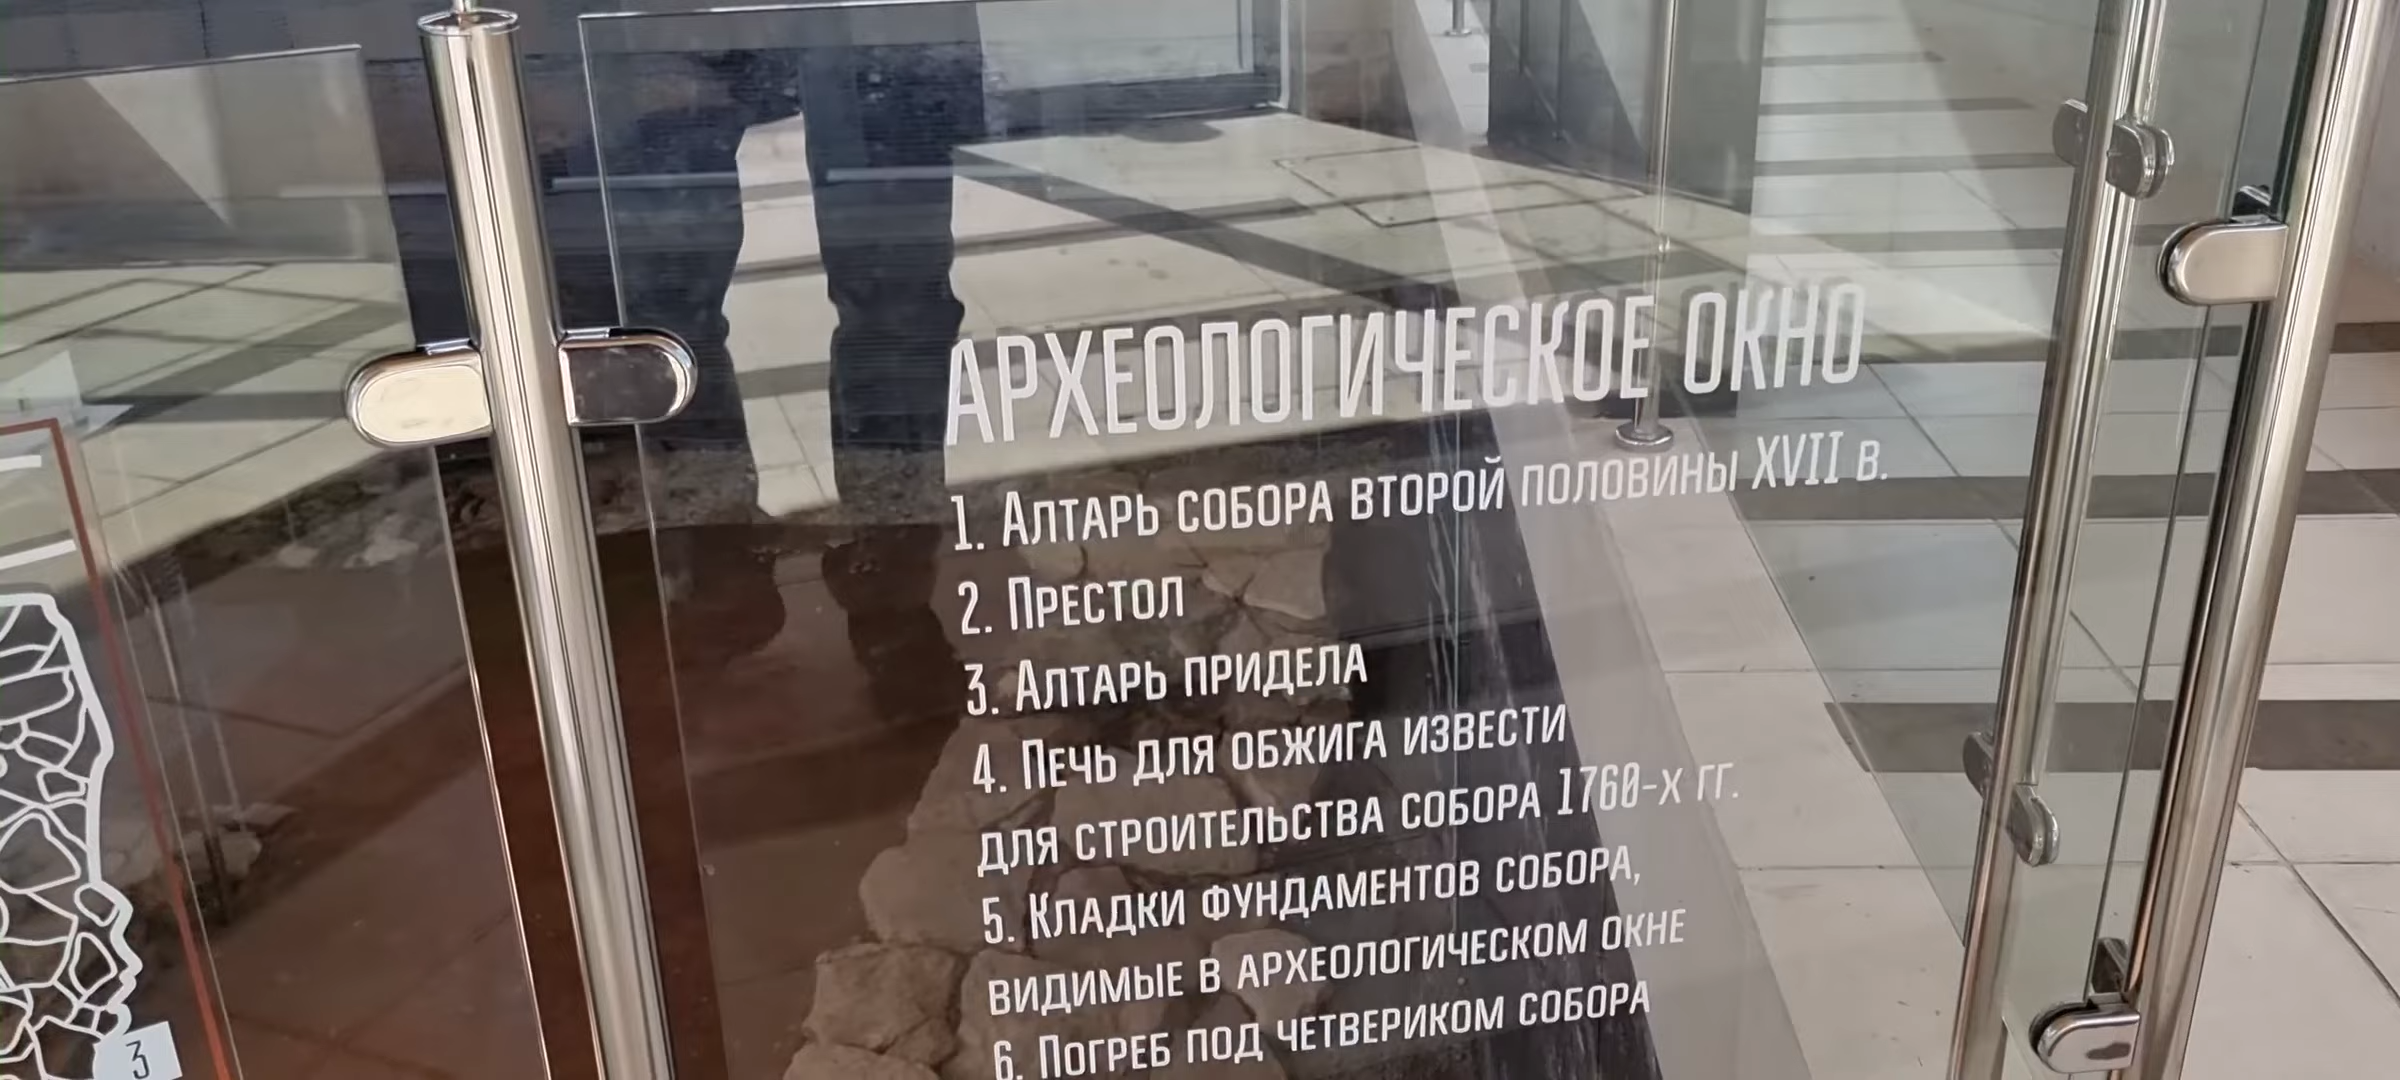 АРХЕОЛОГИЧЕСКОЕ ОКНО
1. Алтарь собора второй половины XVII в.
2. Престол
3. Алтарь придела
4. Печь для обжига извести
для строительства собора 1760-х гг.
5. Кладки фундаментов собора,
видимые в археологическом окне
6. Погреб под четвериком собора
3